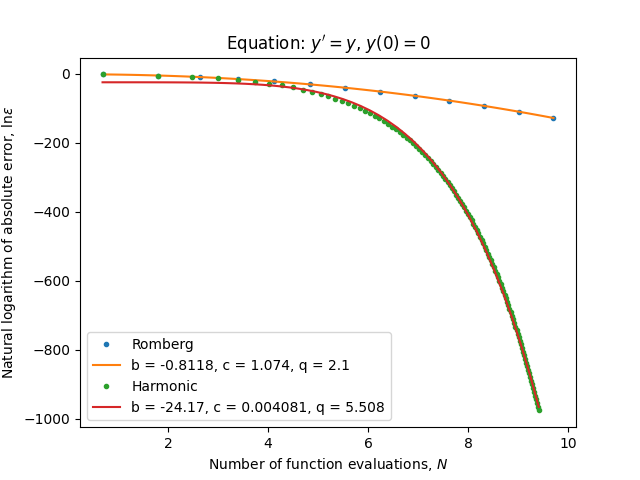 Equation: y′ = y, y(0) = 0
Natural logarithm of absolute error, lnε
0
−200
−400
−600
−800
−1000
Romberg
b = -0.8118, c = 1.074, q = 2.1
Harmonic
b = -24.17, c = 0.004081, q = 5.508
2
4
6
8
10
Number of function evaluations, N